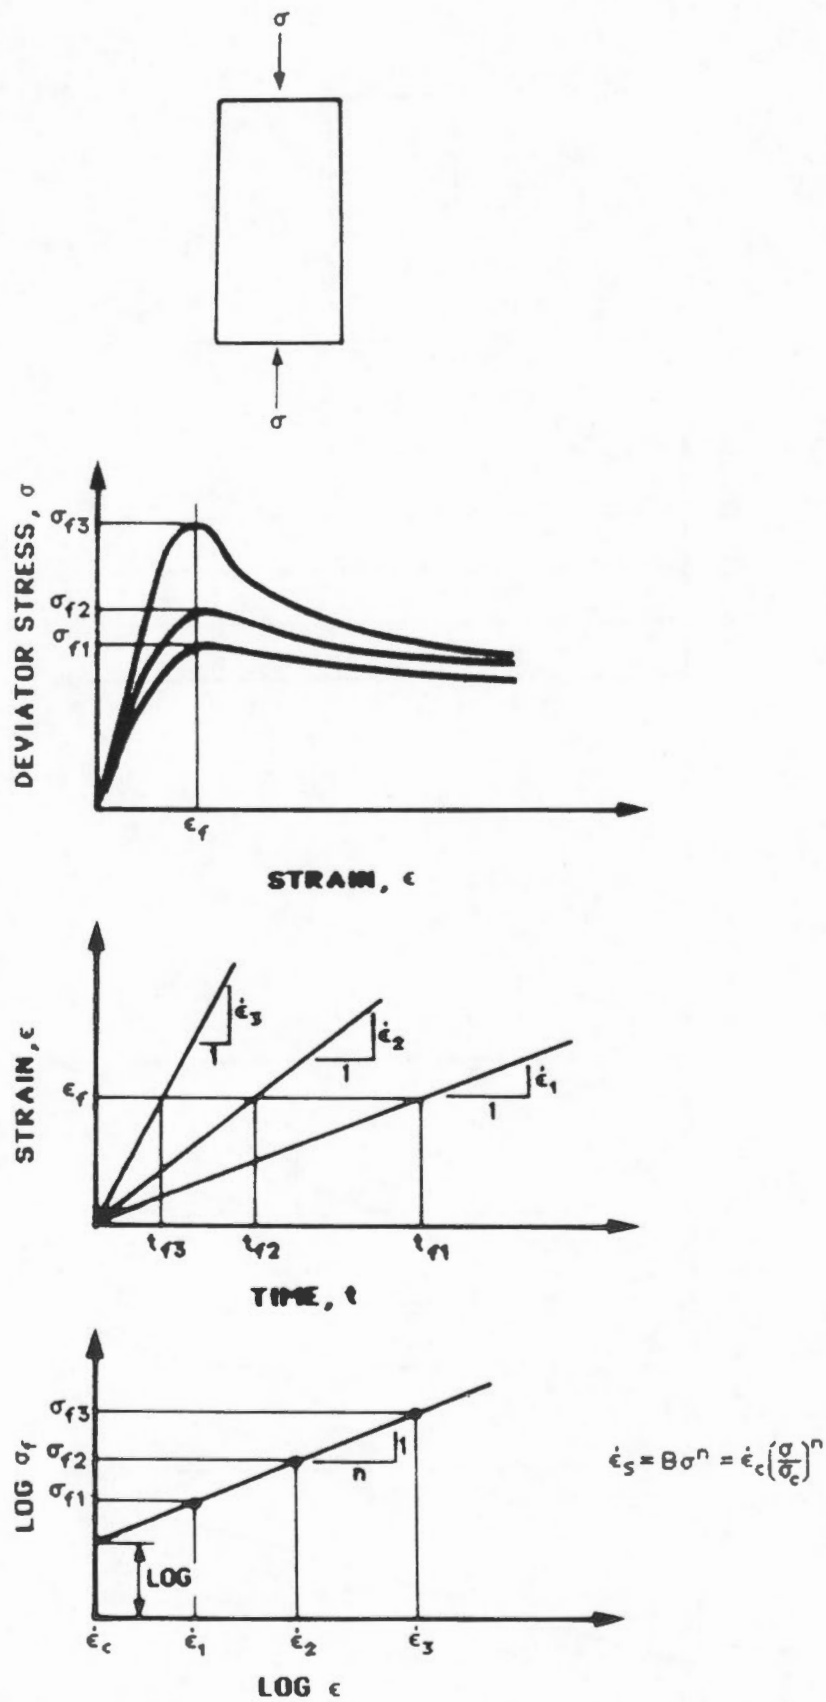 σ
σ
DEVIATOR STRESS, σ
σf3
σf2
σf1
εf
STRAIN, ε
STRAIN, ε
εf
ε̇3
1
ε̇2
1
ε̇1
1
tf3 tf2 tf1
TIME, t
LOG σf
σf3
σf2
σf1
1
n
ε̇s = Bσⁿ = ε̇c(σ/σc)ⁿ
LOG
ε̇c ε̇1 ε̇2 ε̇3
LOG ε